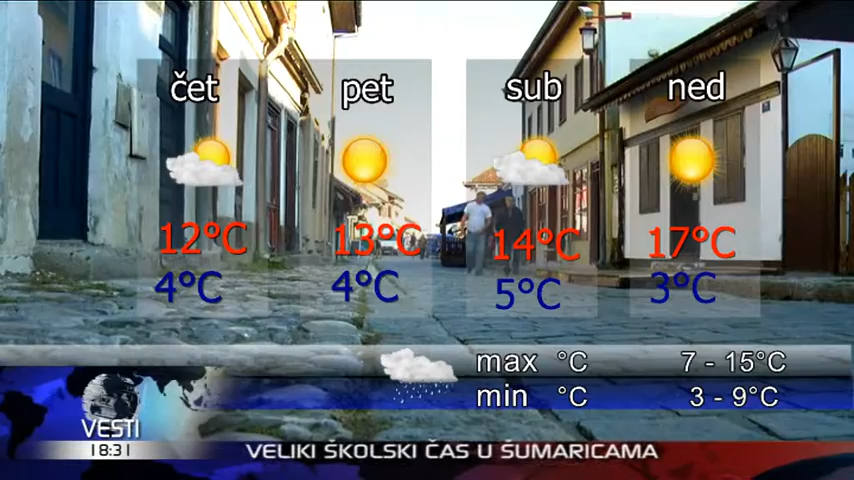 čet pet sub ned
12°C 13°C 14°C 17°C
4°C 4°C 5°C 3°C
max °C 7 - 15°C
min °C 3 - 9°C
VESTI
18:31
VELIKI ŠKOLSKI ČAS U ŠUMARICAMA